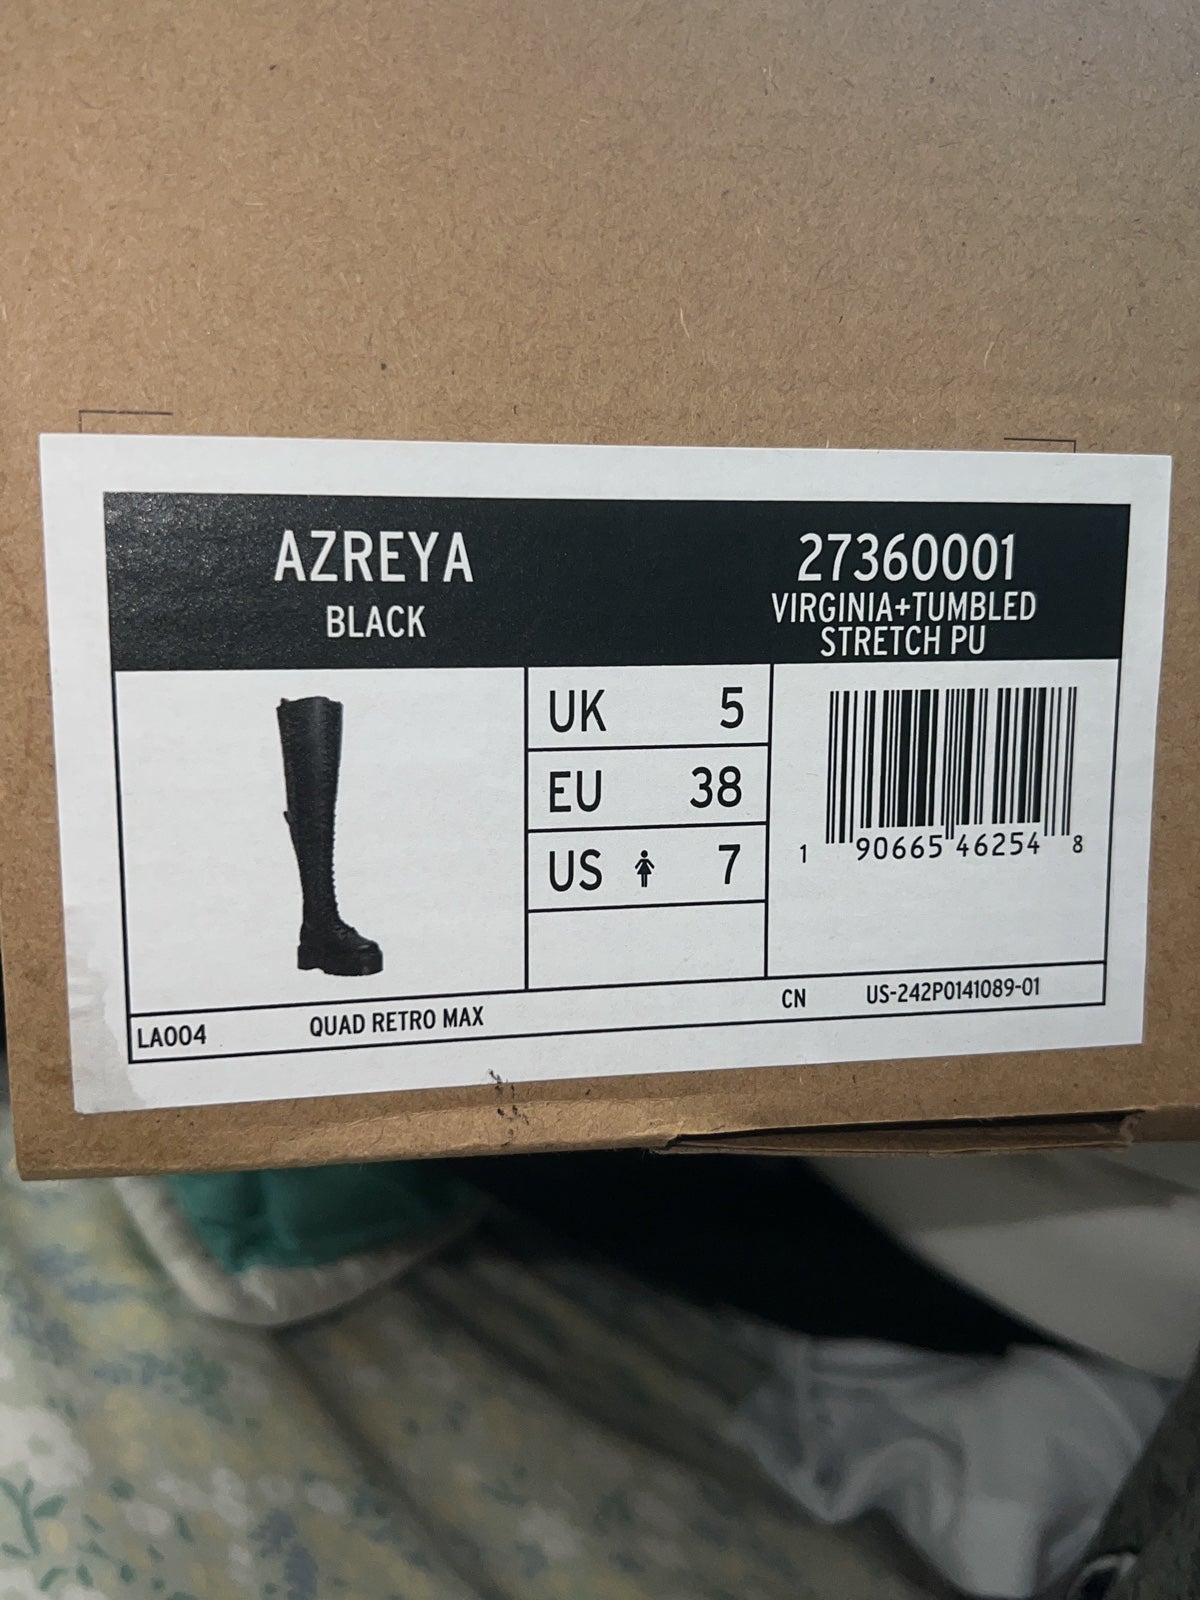 AZREYA
BLACK
27360001
VIRGINIA+TUMBLED
STRETCH PU
UK 5
EU 38
US 7
1 90665 46254 8
LA004 QUAD RETRO MAX CN US-242P0141089-01